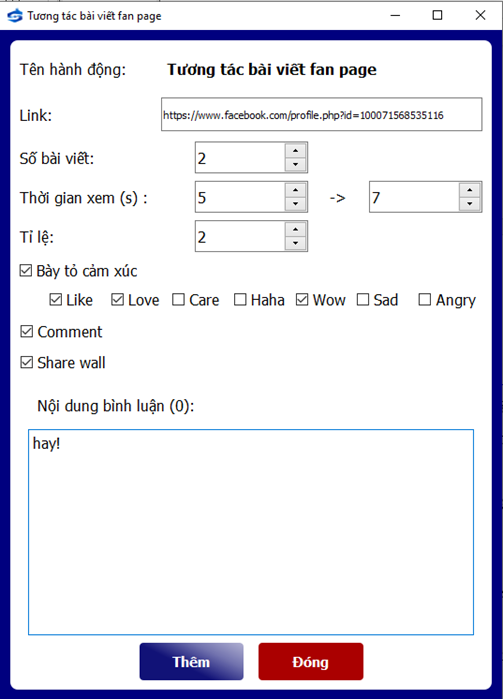 Tương tác bài viết fan page
Tên hành động: Tương tác bài viết fan page
Link: https://www.facebook.com/profile.php?id=100071568535116
Số bài viết: 2
Thời gian xem (s) : 5 -> 7
Tỉ lệ: 2
Bày tỏ cảm xúc
Like Love Care Haha Wow Sad Angry
Comment
Share wall
Nội dung bình luận (0):
hay!
Thêm Đóng